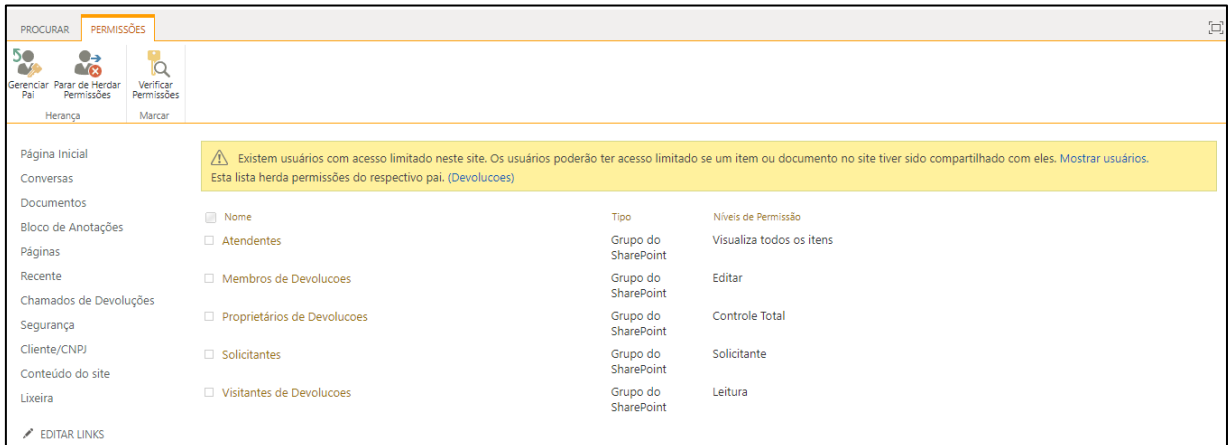 PROCURAR PERMISSÕES
Gerenciar Parar de Herdar Verificar
Pai Permissões Permissões
Herança Marcar
Página Inicial
Conversas
Documentos
Bloco de Anotações
Páginas
Recente
Chamados de Devoluções
Segurança
Cliente/CNPJ
Conteúdo do site
Lixeira
EDITAR LINKS
Existem usuários com acesso limitado neste site. Os usuários poderão ter acesso limitado se um item ou documento no site tiver sido compartilhado com eles. Mostrar usuários.
Esta lista herda permissões do respectivo pai. (Devolucoes)
Nome Tipo Níveis de Permissão
Atendentes Grupo do Visualiza todos os itens
SharePoint
Membros de Devolucoes Grupo do Editar
SharePoint
Proprietários de Devolucoes Grupo do Controle Total
SharePoint
Solicitantes Grupo do Solicitante
SharePoint
Visitantes de Devolucoes Grupo do Leitura
SharePoint